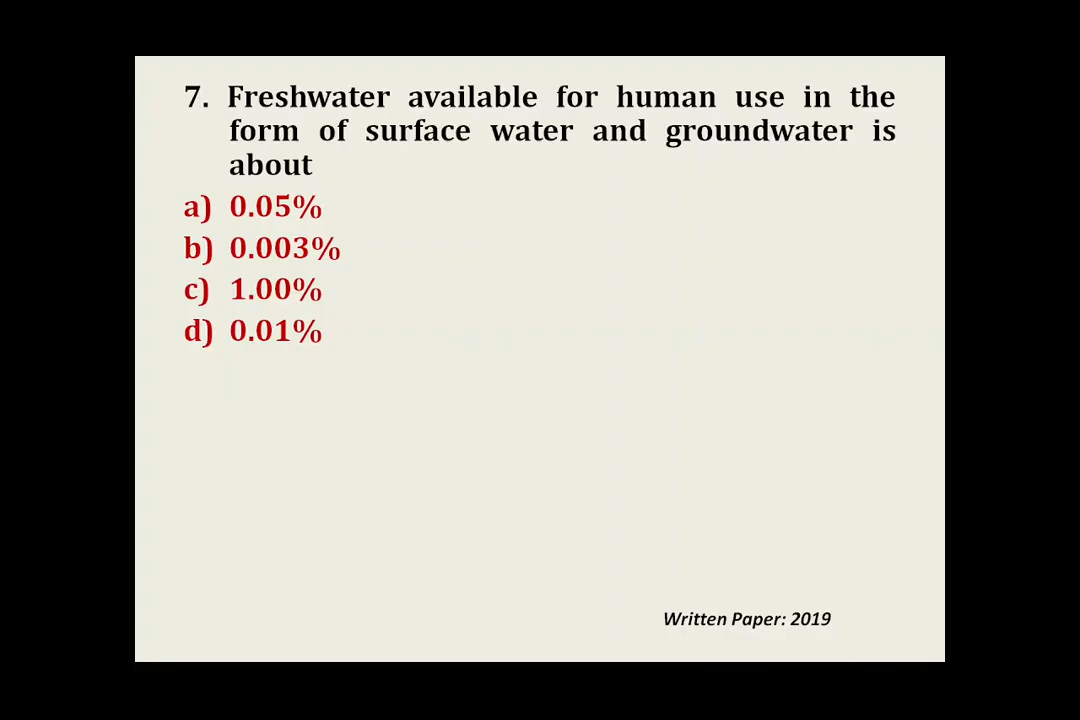 7. Freshwater available for human use in the
form of surface water and groundwater is
about
a) 0.05%
b) 0.003%
c) 1.00%
d) 0.01%
Written Paper: 2019